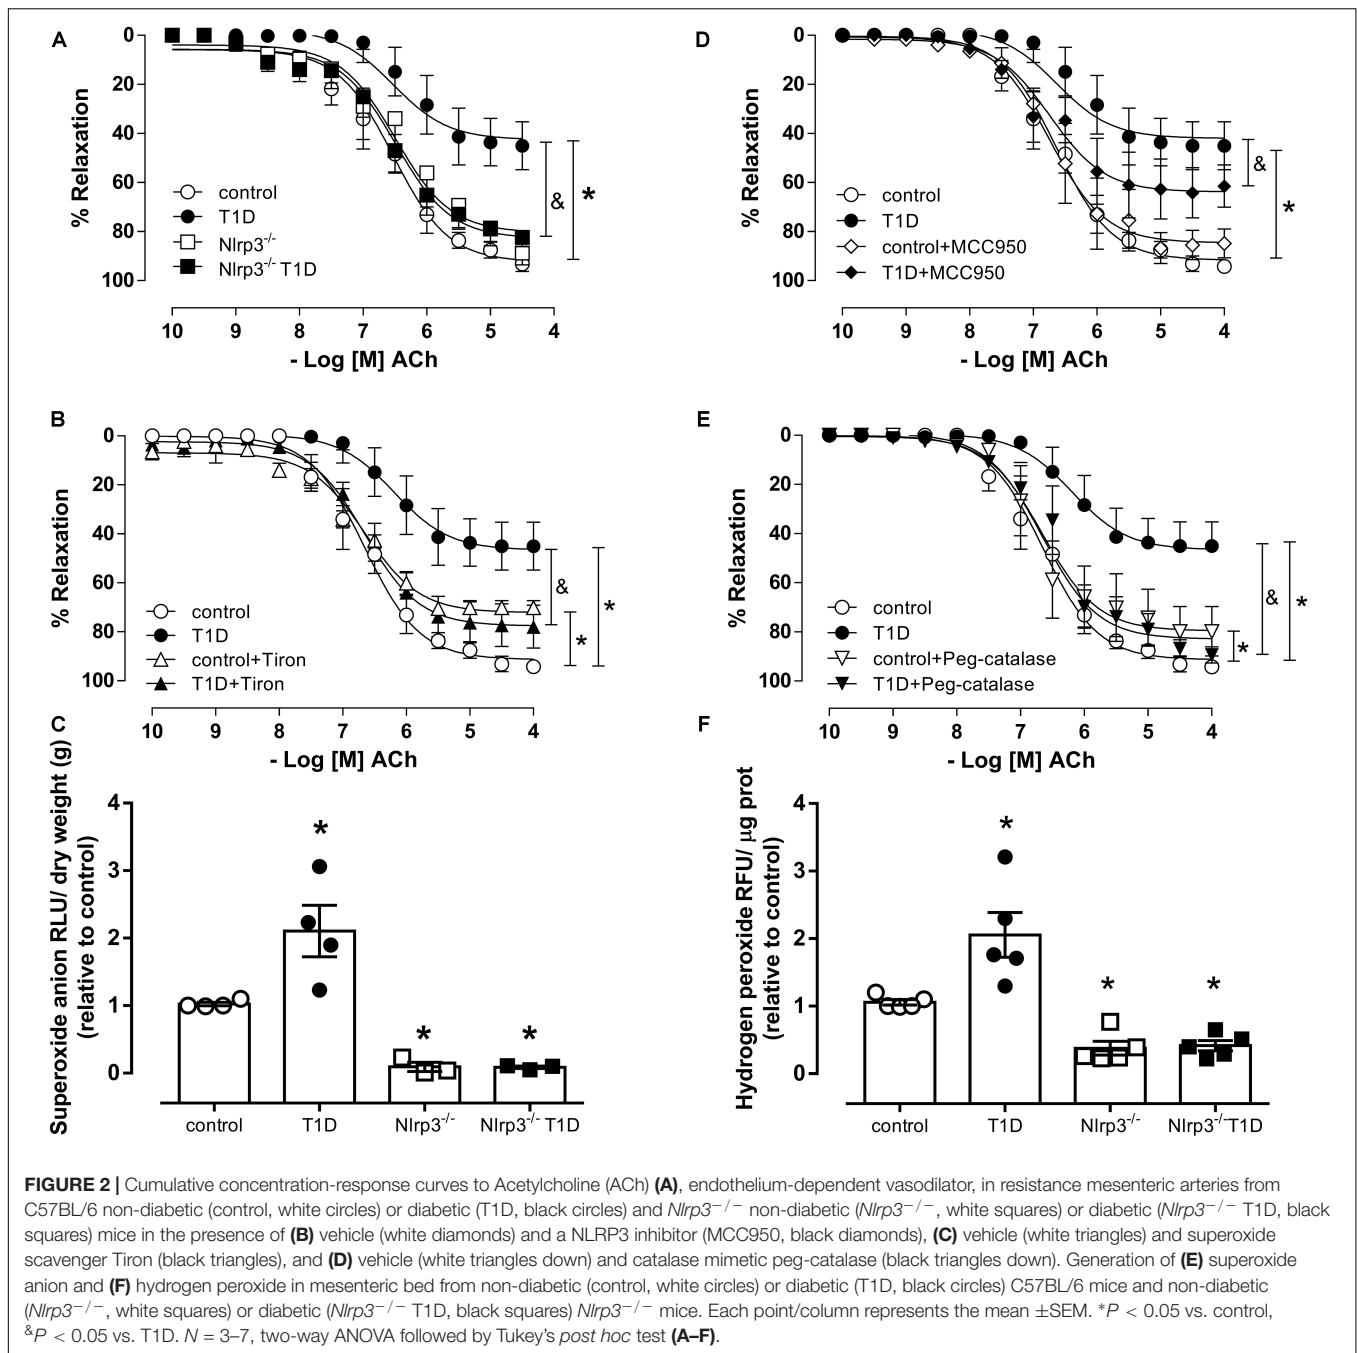 A
0
20
40
60
80
100
% Relaxation
control
T1D
Nlrp3-/-
Nlrp3-/- T1D
&
*
10 9 8 7 6 5 4
- Log [M] ACh
D
0
20
40
60
80
100
% Relaxation
control
T1D
control+MCC950
T1D+MCC950
&
*
10 9 8 7 6 5 4
- Log [M] ACh
B
0
20
40
60
80
100
% Relaxation
control
T1D
control+Tiron
T1D+Tiron
&
*
*
10 9 8 7 6 5 4
- Log [M] ACh
E
0
20
40
60
80
100
% Relaxation
control
T1D
control+Peg-catalase
T1D+Peg-catalase
*
&
*
10 9 8 7 6 5 4
- Log [M] ACh
C
Superoxide anion RLU/ dry weight (g)
(relative to control)
4
3
2
1
0
*
*
*
control T1D Nlrp3-/- Nlrp3-/- T1D
F
Hydrogen peroxide RFU/ µg prot
(relative to control)
4
3
2
1
0
*
*
*
control T1D Nlrp3-/- Nlrp3-/-T1D
FIGURE 2 | Cumulative concentration-response curves to Acetylcholine (ACh) (A), endothelium-dependent vasodilator, in resistance mesenteric arteries from
C57BL/6 non-diabetic (control, white circles) or diabetic (T1D, black circles) and Nlrp3−/− non-diabetic (Nlrp3−/−, white squares) or diabetic (Nlrp3−/− T1D, black
squares) mice in the presence of (B) vehicle (white diamonds) and a NLRP3 inhibitor (MCC950, black diamonds), (C) vehicle (white triangles) and superoxide
scavenger Tiron (black triangles), and (D) vehicle (white triangles down) and catalase mimetic peg-catalase (black triangles down). Generation of (E) superoxide
anion and (F) hydrogen peroxide in mesenteric bed from non-diabetic (control, white circles) or diabetic (T1D, black circles) C57BL/6 mice and non-diabetic
(Nlrp3−/−, white squares) or diabetic (Nlrp3−/− T1D, black squares) Nlrp3−/− mice. Each point/column represents the mean ±SEM. *P < 0.05 vs. control,
&P < 0.05 vs. T1D. N = 3–7, two-way ANOVA followed by Tukey's post hoc test (A–F).